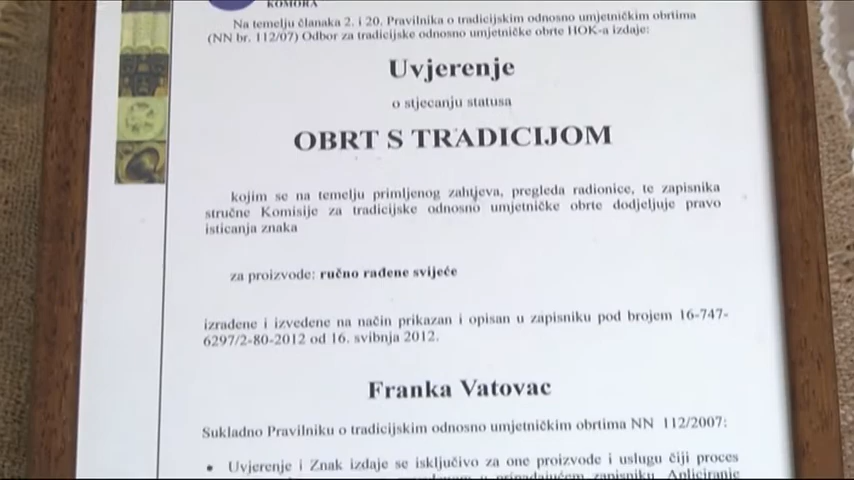 KOMORA
Na temelju članaka 2. i 20. Pravilnika o tradicijskim odnosno umjetničkim obrtima
(NN br. 112/07) Odbor za tradicijske odnosno umjetničke obrte HOK-a izdaje:
Uvjerenje
o stjecanju statusa
OBRT S TRADICIJOM
kojim se na temelju primljenog zahtjeva, pregleda radionice, te zapisnika
stručne Komisije za tradicijske odnosno umjetničke obrte dodjeljuje pravo
isticanja znaka
za proizvode: ručno rađene svijeće
izrađene i izvedene na način prikazan i opisan u zapisniku pod brojem 16-747-
6297/2-80-2012 od 16. svibnja 2012.
Franka Vatovac
Sukladno Pravilniku o tradicijskim odnosno umjetničkim obrtima NN 112/2007:
• Uvjerenje i Znak izdaje se isključivo za one proizvode i uslugu čiji proces
u pripadajućem zapisniku. Apliciranje